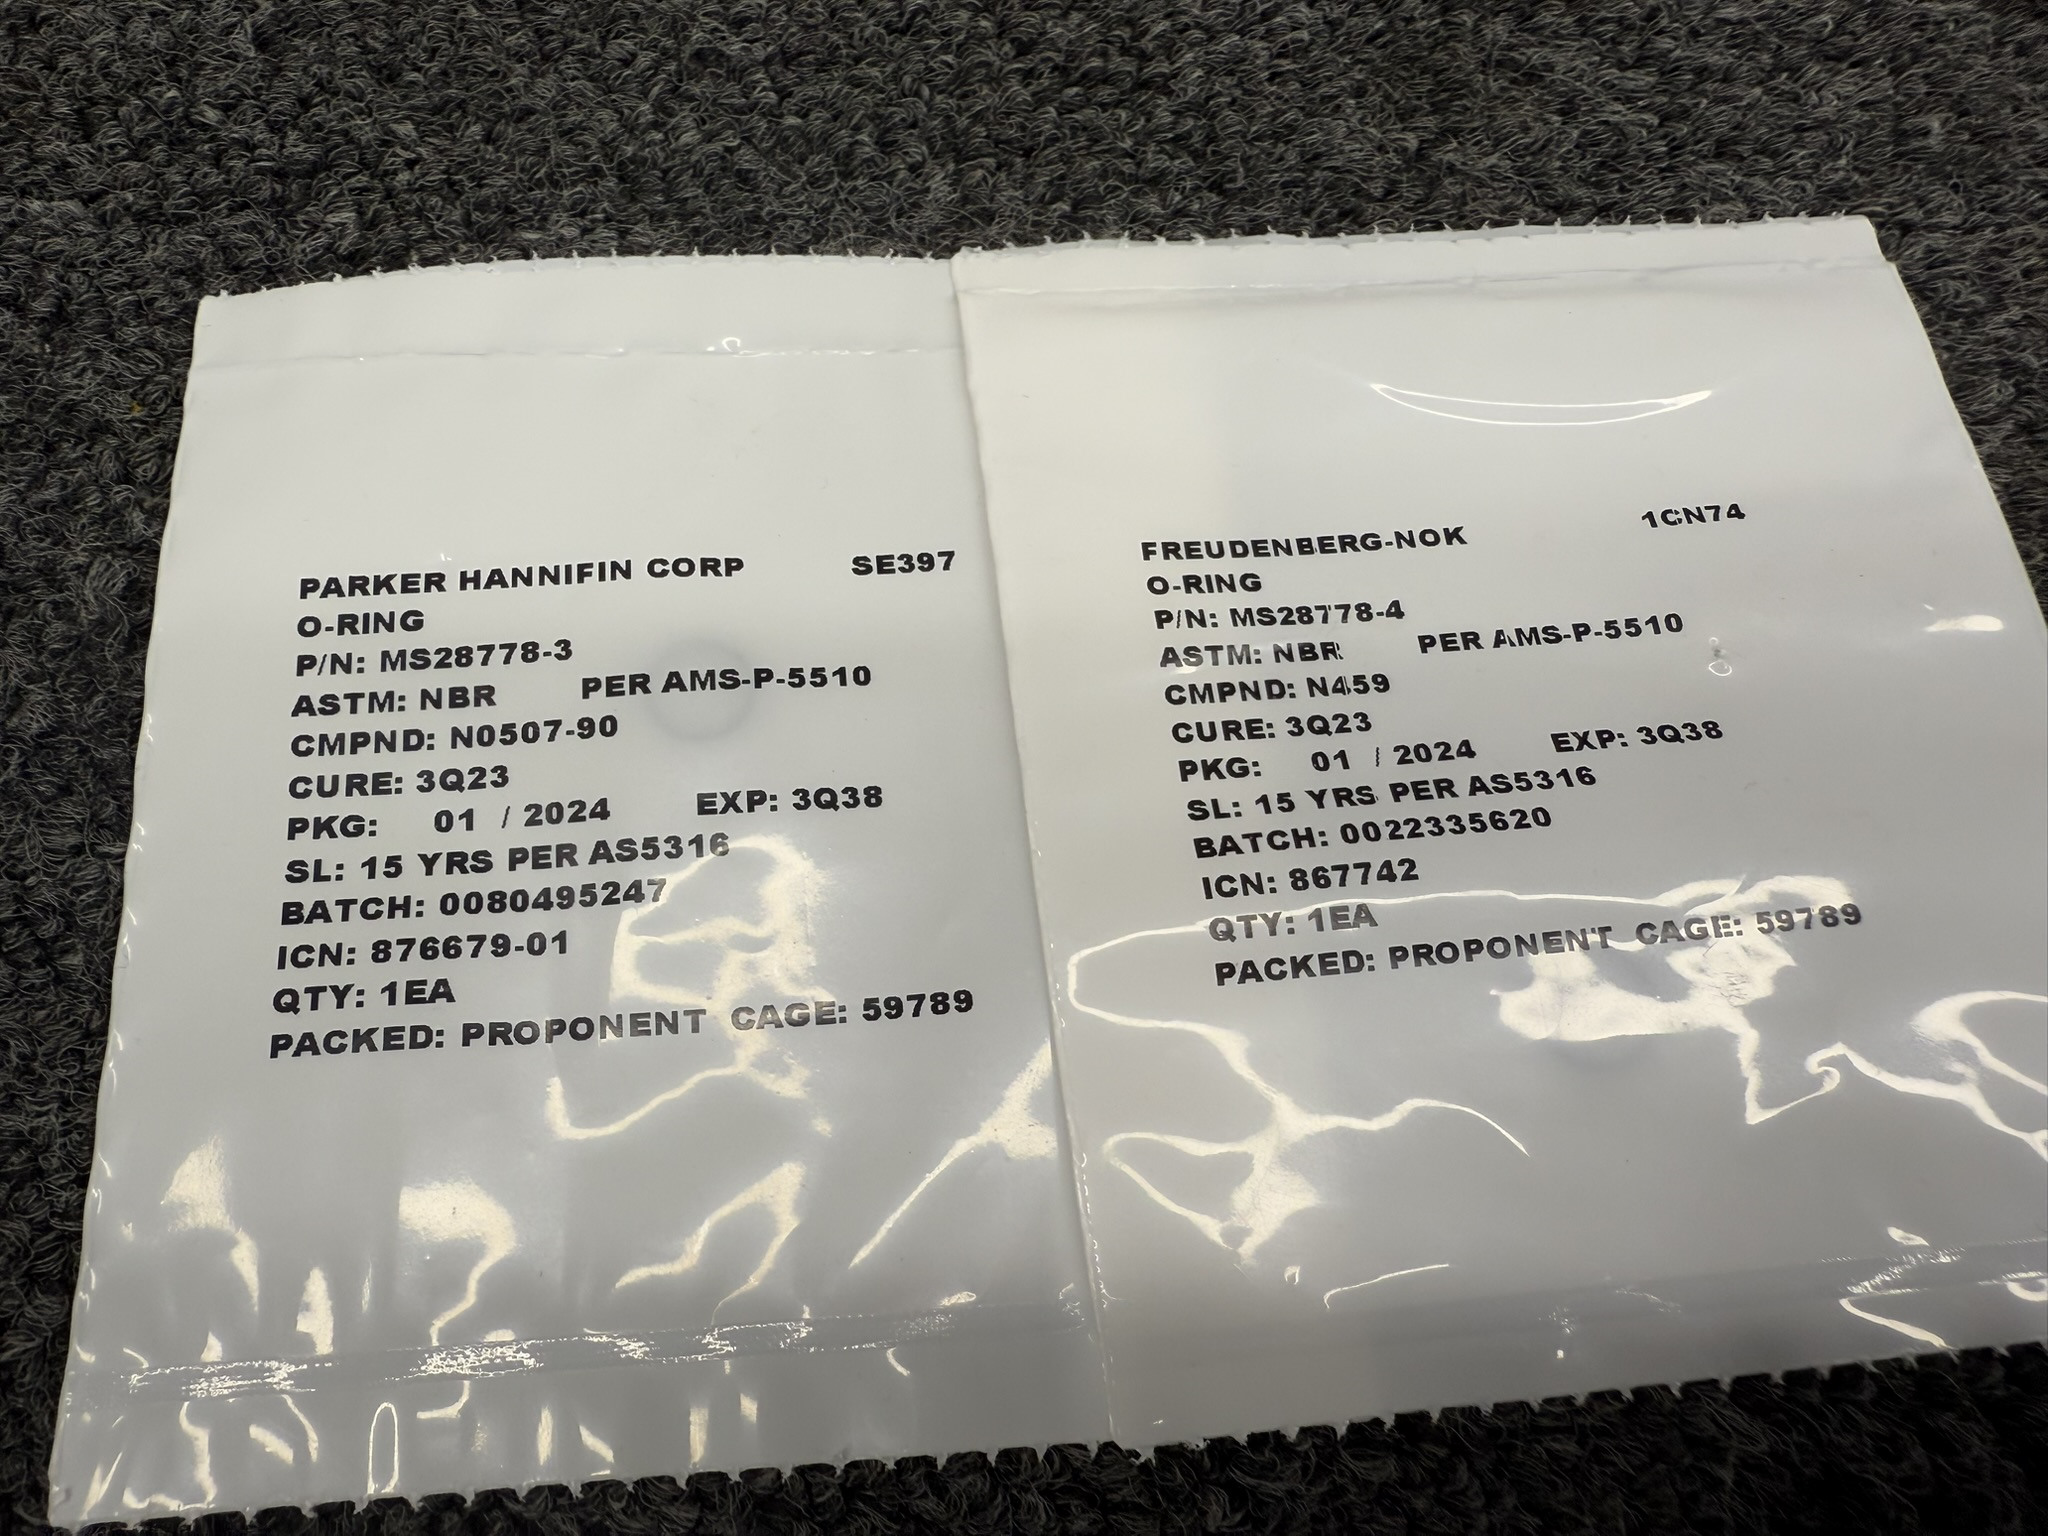 PARKER HANNIFIN CORP SE397
O-RING
P/N: MS28778-3
ASTM: NBR PER AMS-P-5510
CMPND: N0507-90
CURE: 3Q23
PKG: 01 / 2024 EXP: 3Q38
SL: 15 YRS PER AS5316
BATCH: 0080495247
ICN: 876679-01
QTY: 1EA
PACKED: PROPONENT CAGE: 59789
FREUDENBERG-NOK 1CN74
O-RING
P/N: MS28778-4
ASTM: NBR PER AMS-P-5510
CMPND: N459
CURE: 3Q23
PKG: 01 / 2024 EXP: 3Q38
SL: 15 YRS PER AS5316
BATCH: 0022335620
ICN: 867742
QTY: 1EA
PACKED: PROPONENT CAGE: 59789